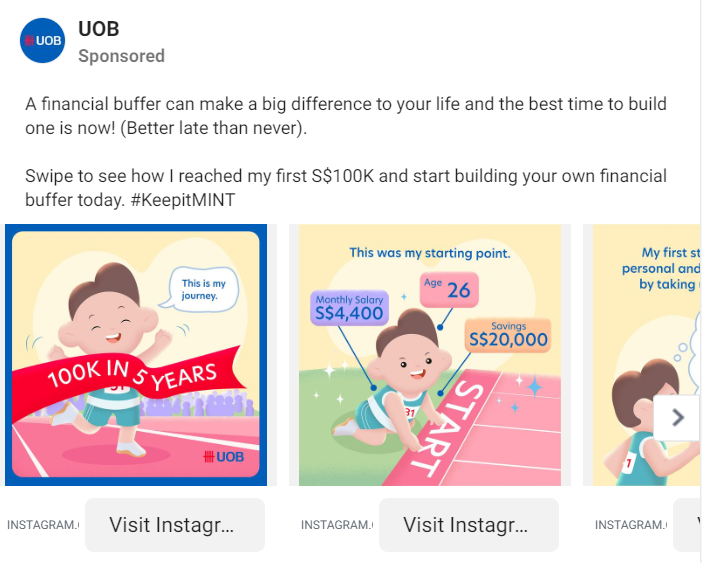 UOB
UOB
Sponsored
A financial buffer can make a big difference to your life and the best time to build
one is now! (Better late than never).
Swipe to see how I reached my first S$100K and start building your own financial
buffer today. #KeepitMINT
This is my
journey.
100K IN 5 YEARS
UOB
This was my starting point.
Age 26
Monthly Salary
S$4,400
Savings
S$20,000
31
START
My first st
personal and
by taking
1
INSTAGRAM.
Visit Instagr...
INSTAGRAM.
Visit Instagr...
INSTAGRAM.